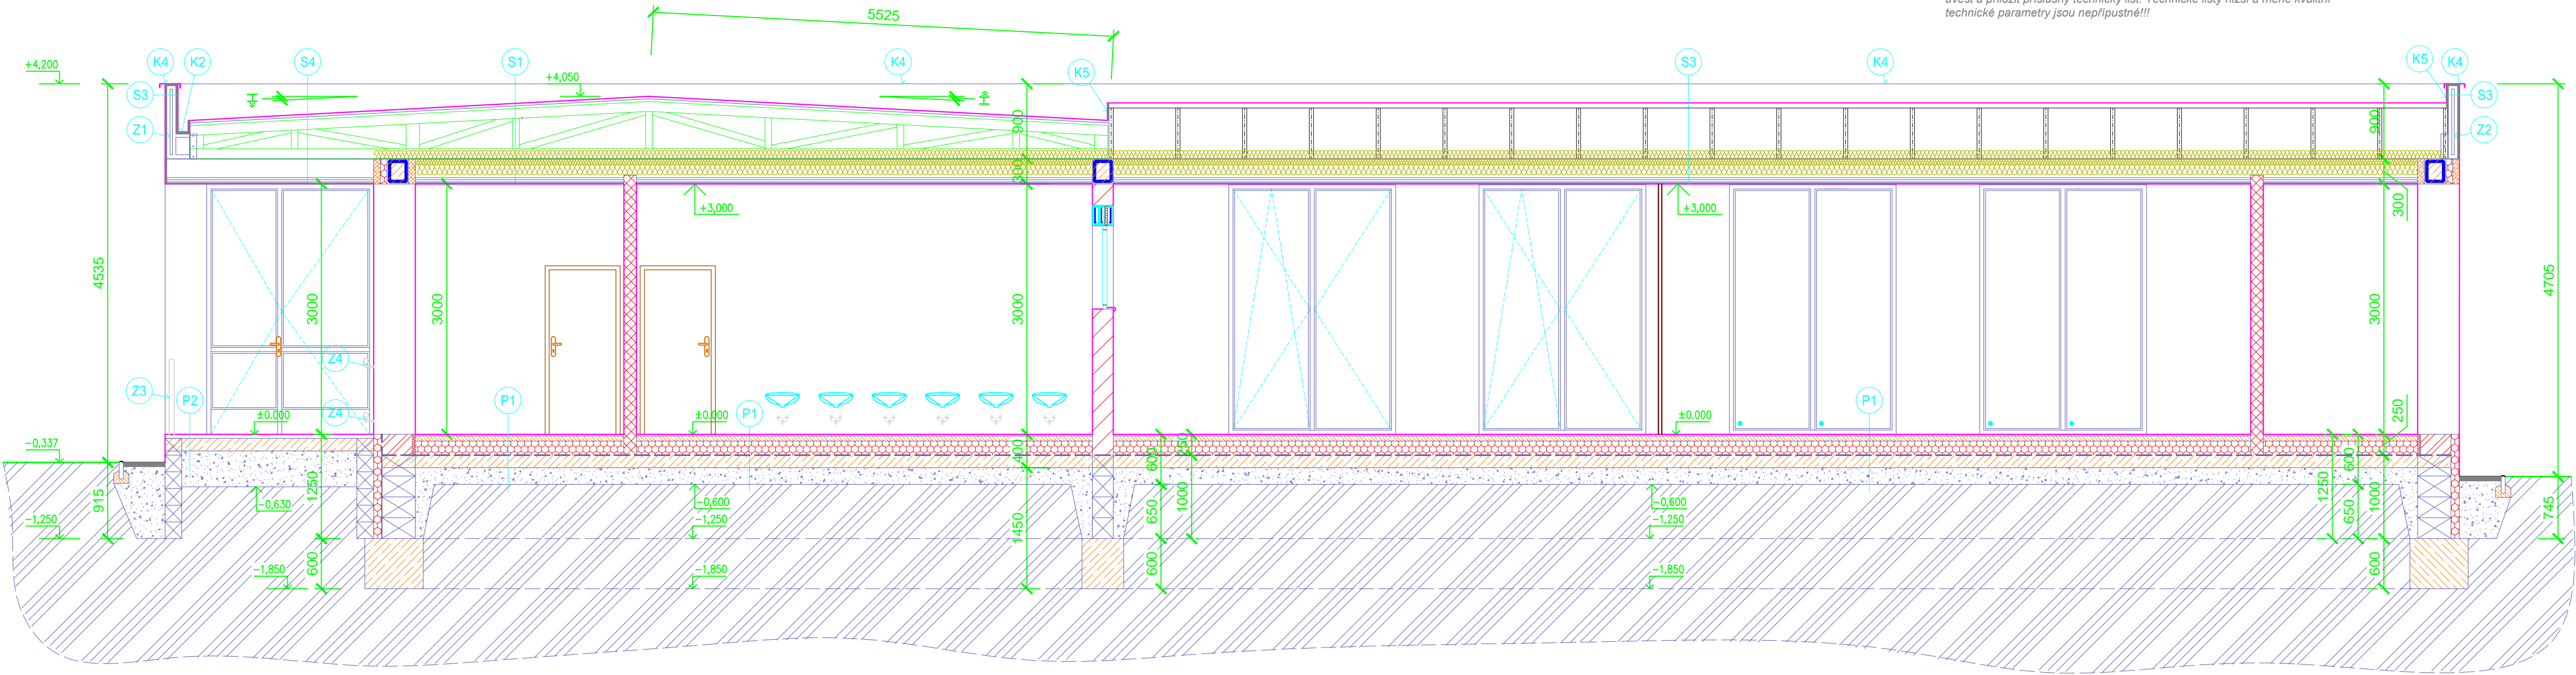 uvést a přiložit příslušný technický list. Technické listy nižší a méně kvalitní
technické parametry jsou nepřípustné!!!
5525
+4,200
K4
K2
S4
S1
+4,050
K4
K5
S3
K4
K5
K4
S3
S3
Z1
Z2
900
900
300
300
+3,000
+3,000
4535
3000
3000
3000
3000
4705
Z4
Z3
P2
Z4
P1
P1
P1
±0.000
±0.000
±0.000
250
-0,337
400
600
250
600
915
-0,630
1250
-0,600
650
1000
-0,600
1250
650
1000
745
-1,250
-1,250
-1,250
1450
-1,850
600
-1,850
600
-1,850
600